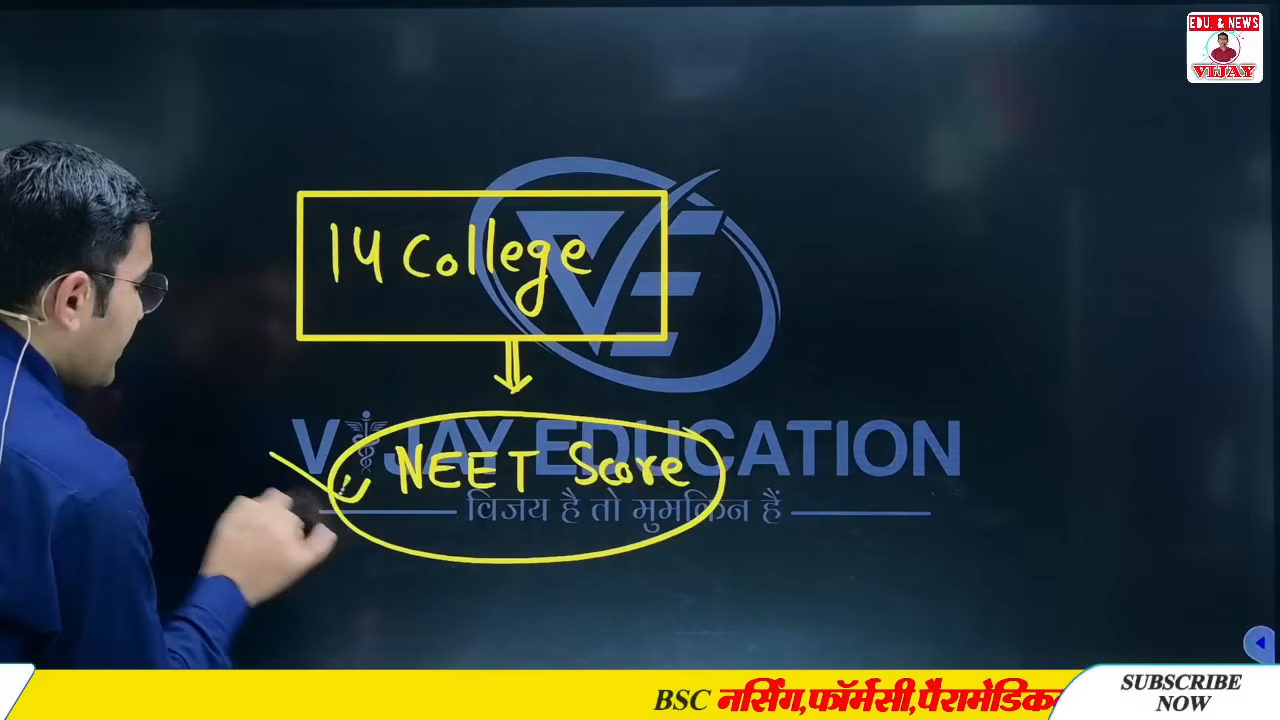 EDU. & NEWS
VIJAY
14 College
VIJAY EDUCATION
NEET Score
विजय है तो मुमकिन हैं
BSC नर्सिंग,फॉर्मेसी,पैरामेडिक
SUBSCRIBE
NOW